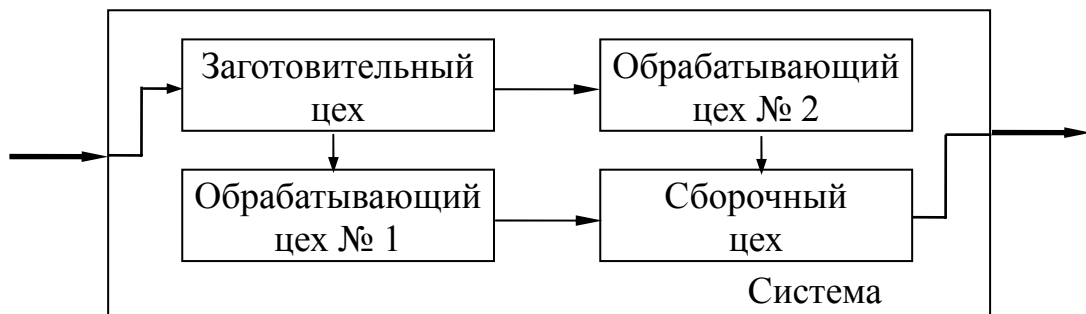 Заготовительный
цех
Обрабатывающий
цех № 2
Обрабатывающий
цех № 1
Сборочный
цех
Система